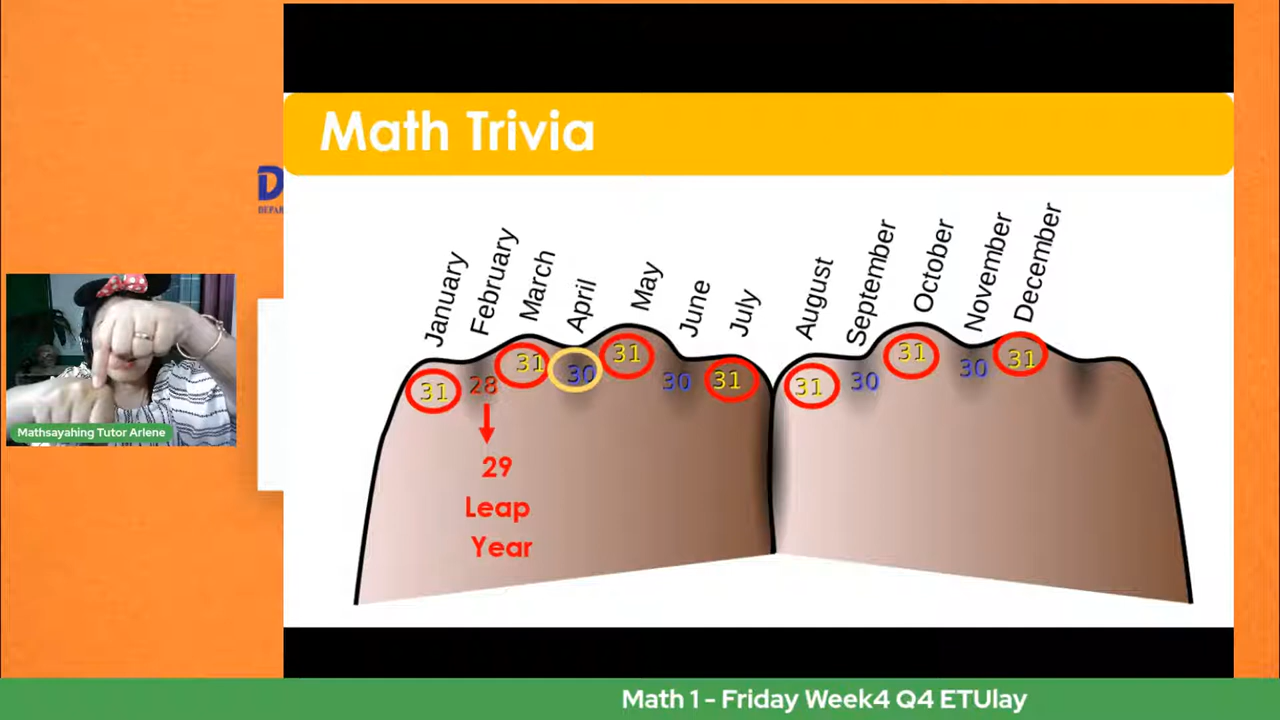 Math Trivia
January
February
March
April
May
June
July
August
September
October
November
December
31
28
31
30
31
30
31
31
30
31
30
31
29
Leap
Year
Mathsayahing Tutor Arlene
Math 1 - Friday Week4 Q4 ETUlay